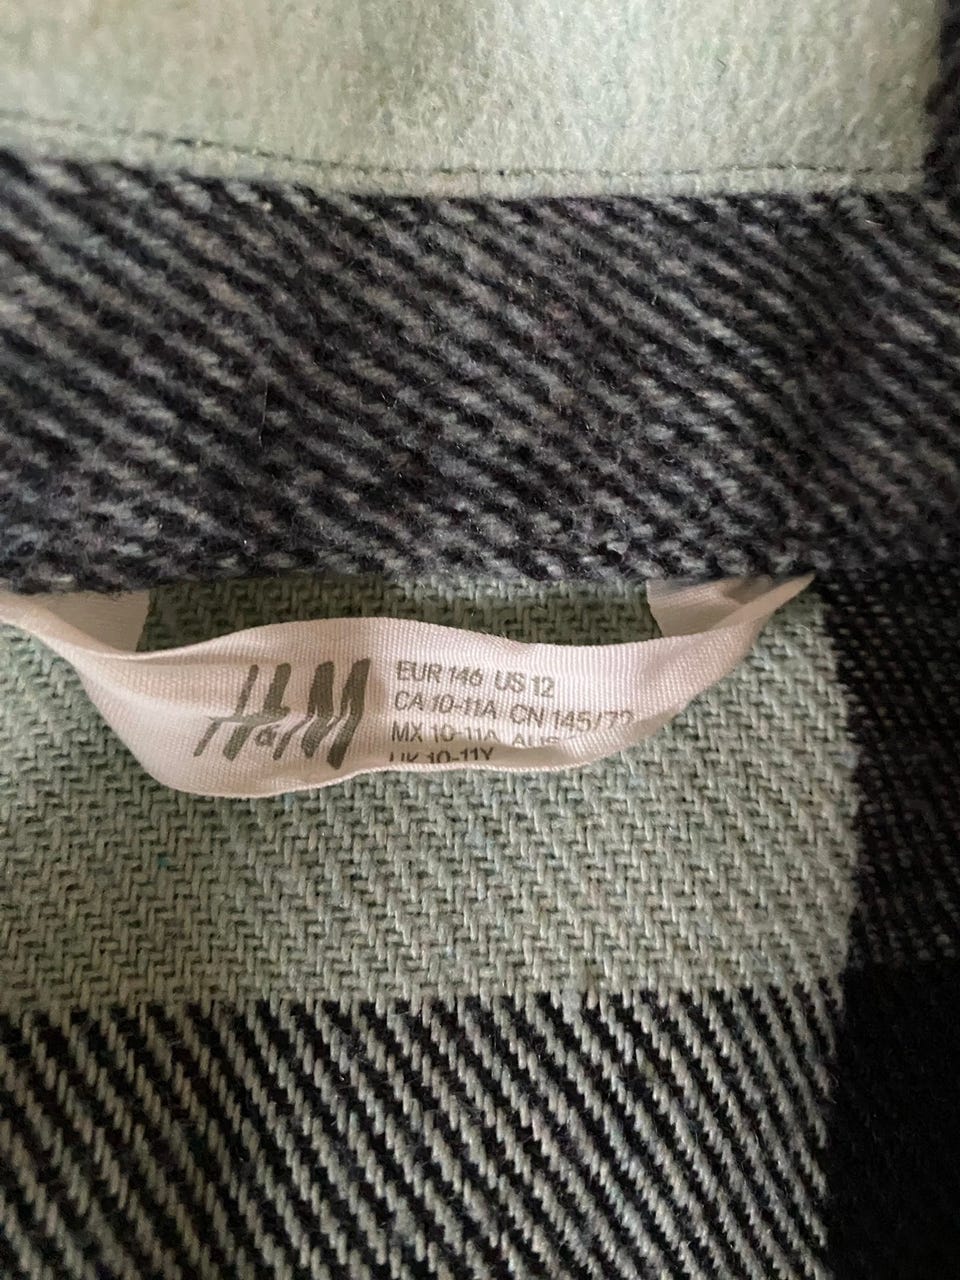 H&M
EUR 146 US 12
CA 10-11A CN 145/72
MX 10-11A
UK 10-11Y